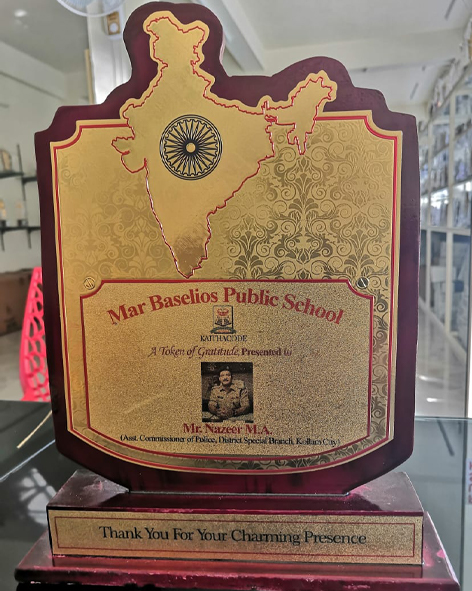 Mar Baselios Public School
KAITHACODE
A Token of Gratitude Presented to
Mr. Nazeer M.A.
(Asst. Commissioner of Police, District Special Branch, Kollam City)
Thank You For Your Charming Presence